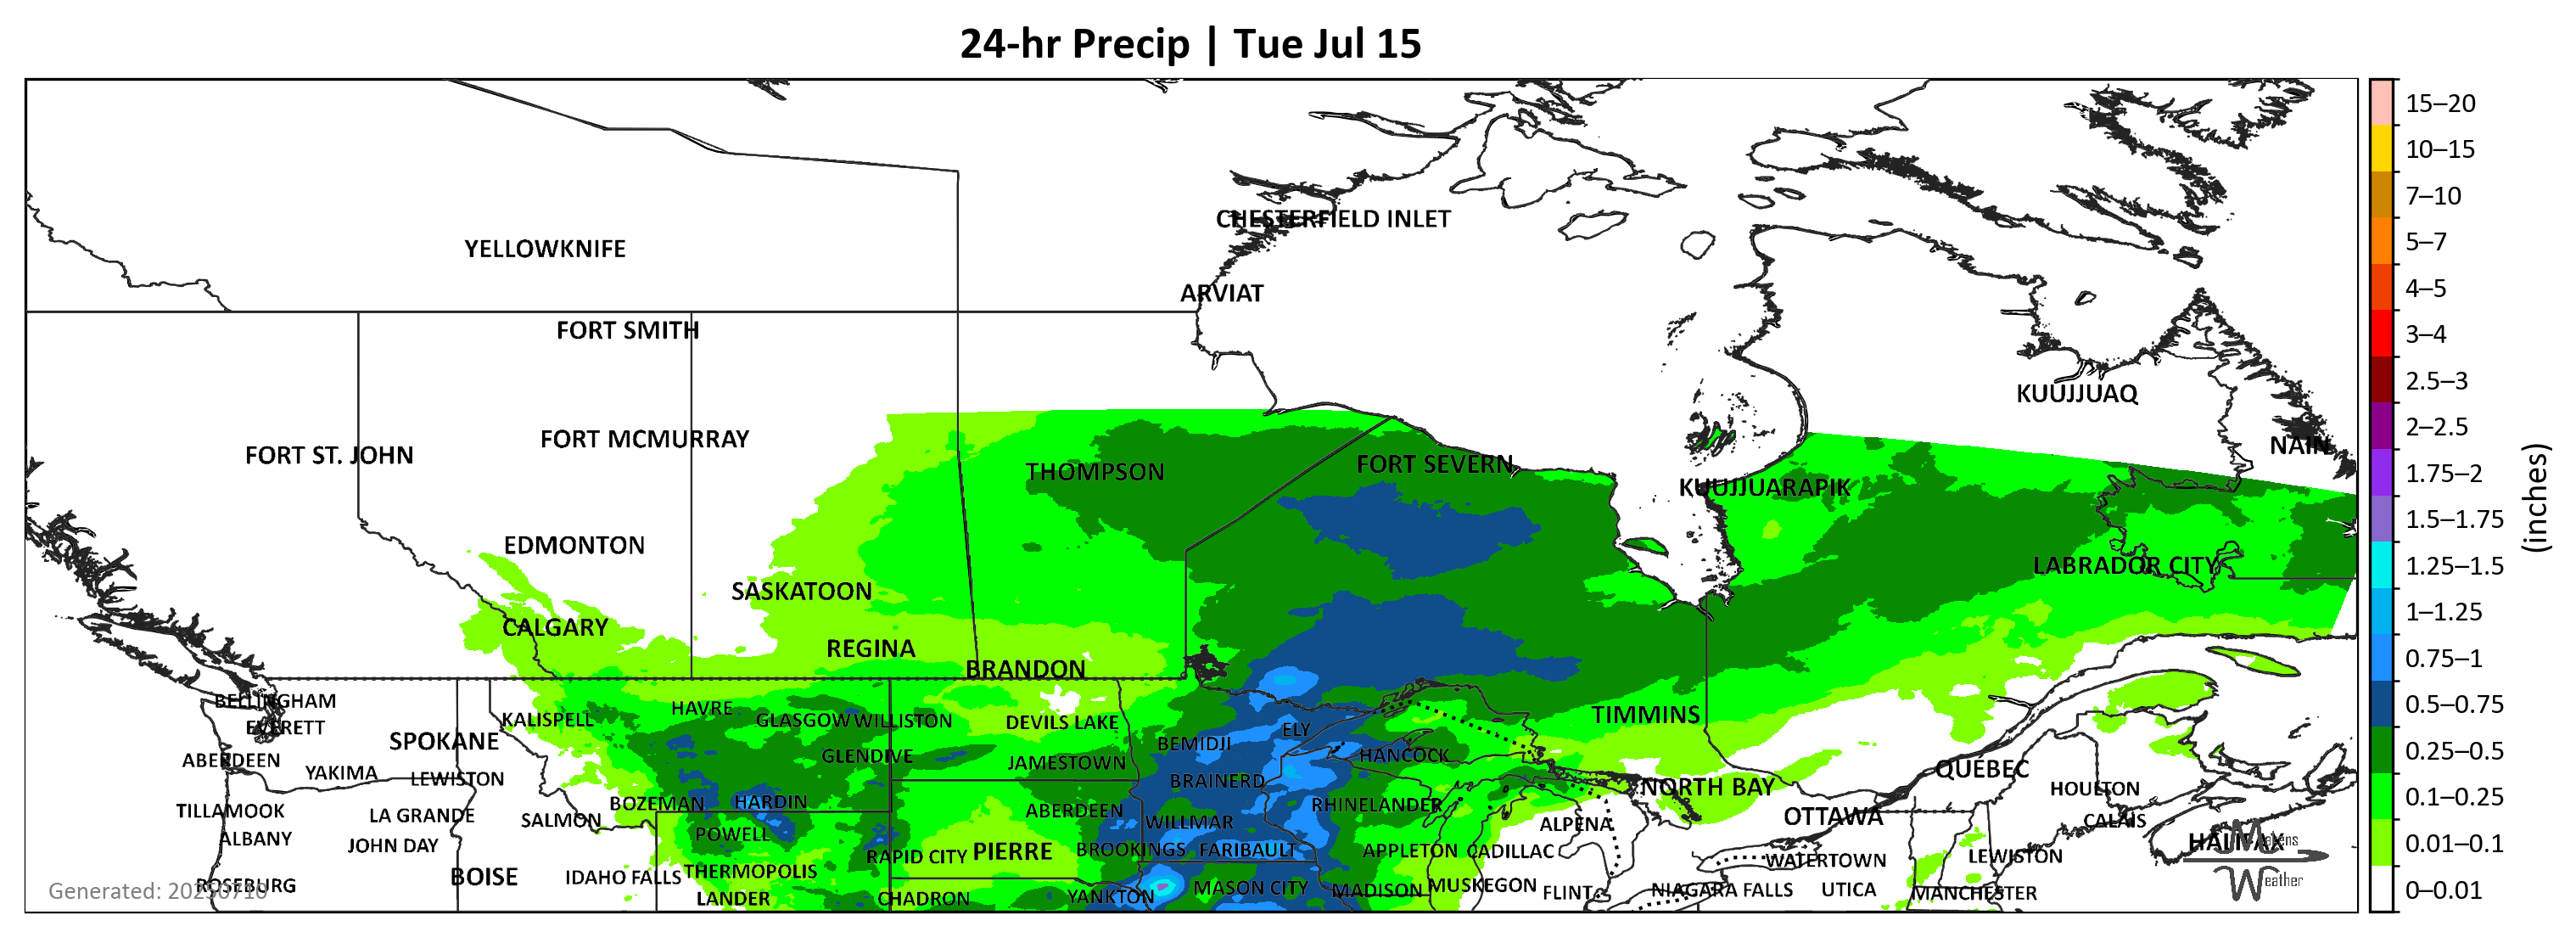 24-hr Precip | Tue Jul 15
15–20
10–15
7–10
5–7
4–5
3–4
2.5–3
2–2.5
1.75–2
1.5–1.75
1.25–1.5
1–1.25
0.75–1
0.5–0.75
0.25–0.5
0.1–0.25
0.01–0.1
0–0.01
(inches)
CHESTERFIELD INLET
YELLOWKNIFE
ARVIAT
FORT SMITH
KUUJJUAQ
FORT MCMURRAY
NAIN
FORT ST. JOHN
FORT SEVERN
THOMPSON
KUUJJUARAPIK
EDMONTON
LABRADOR CITY
SASKATOON
CALGARY
REGINA
BRANDON
BELLINGHAM
HAVRE
TIMMINS
KALISPELL
GLASGOW
WILLISTON
DEVILS LAKE
EVERETT
ELY
SPOKANE
BEMIDJI
HANCOCK
GLENDIVE
ABERDEEN
JAMESTOWN
QUÉBEC
YAKIMA
LEWISTON
BRAINERD
NORTH BAY
HOULTON
BOZEMAN
HARDIN
RHINELANDER
TILLAMOOK
LA GRANDE
ABERDEEN
OTTAWA
SALMON
WILLMAR
CALAIS
ALPENA
ALBANY
POWELL
HALIFAX
JOHN DAY
BROOKINGS
FARIBAULT
APPLETON
CADILLAC
PIERRE
RAPID CITY
WATERTOWN
LEWISTON
THERMOPOLIS
IDAHO FALLS
BOISE
ROSEBURG
MASON CITY
MADISON
MUSKEGON
FLINT
NIAGARA FALLS
UTICA
MANCHESTER
LANDER
CHADRON
YANKTON
Generated: 20250710
Weather